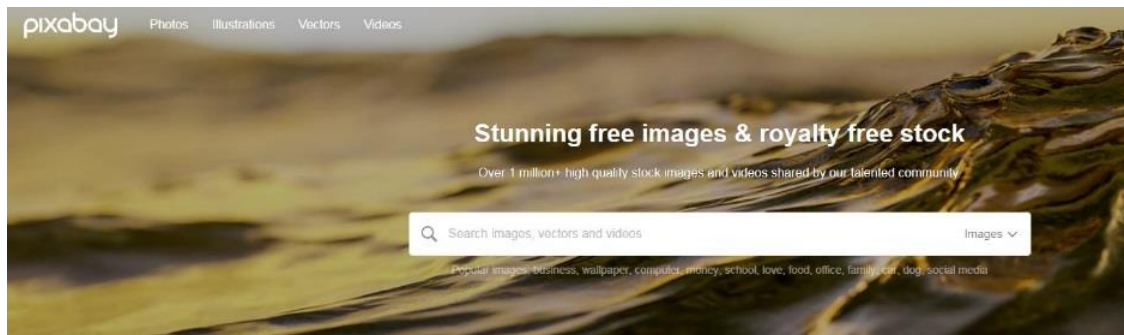 pixabay Photos Illustrations Vectors Videos
Stunning free images & royalty free stock
Over 1 million+ high quality stock images and videos shared by our talented community
Search images, vectors and videos Images
Popular images: business, wallpaper, computer, money, school, love, food, office, family, car, dog, social media